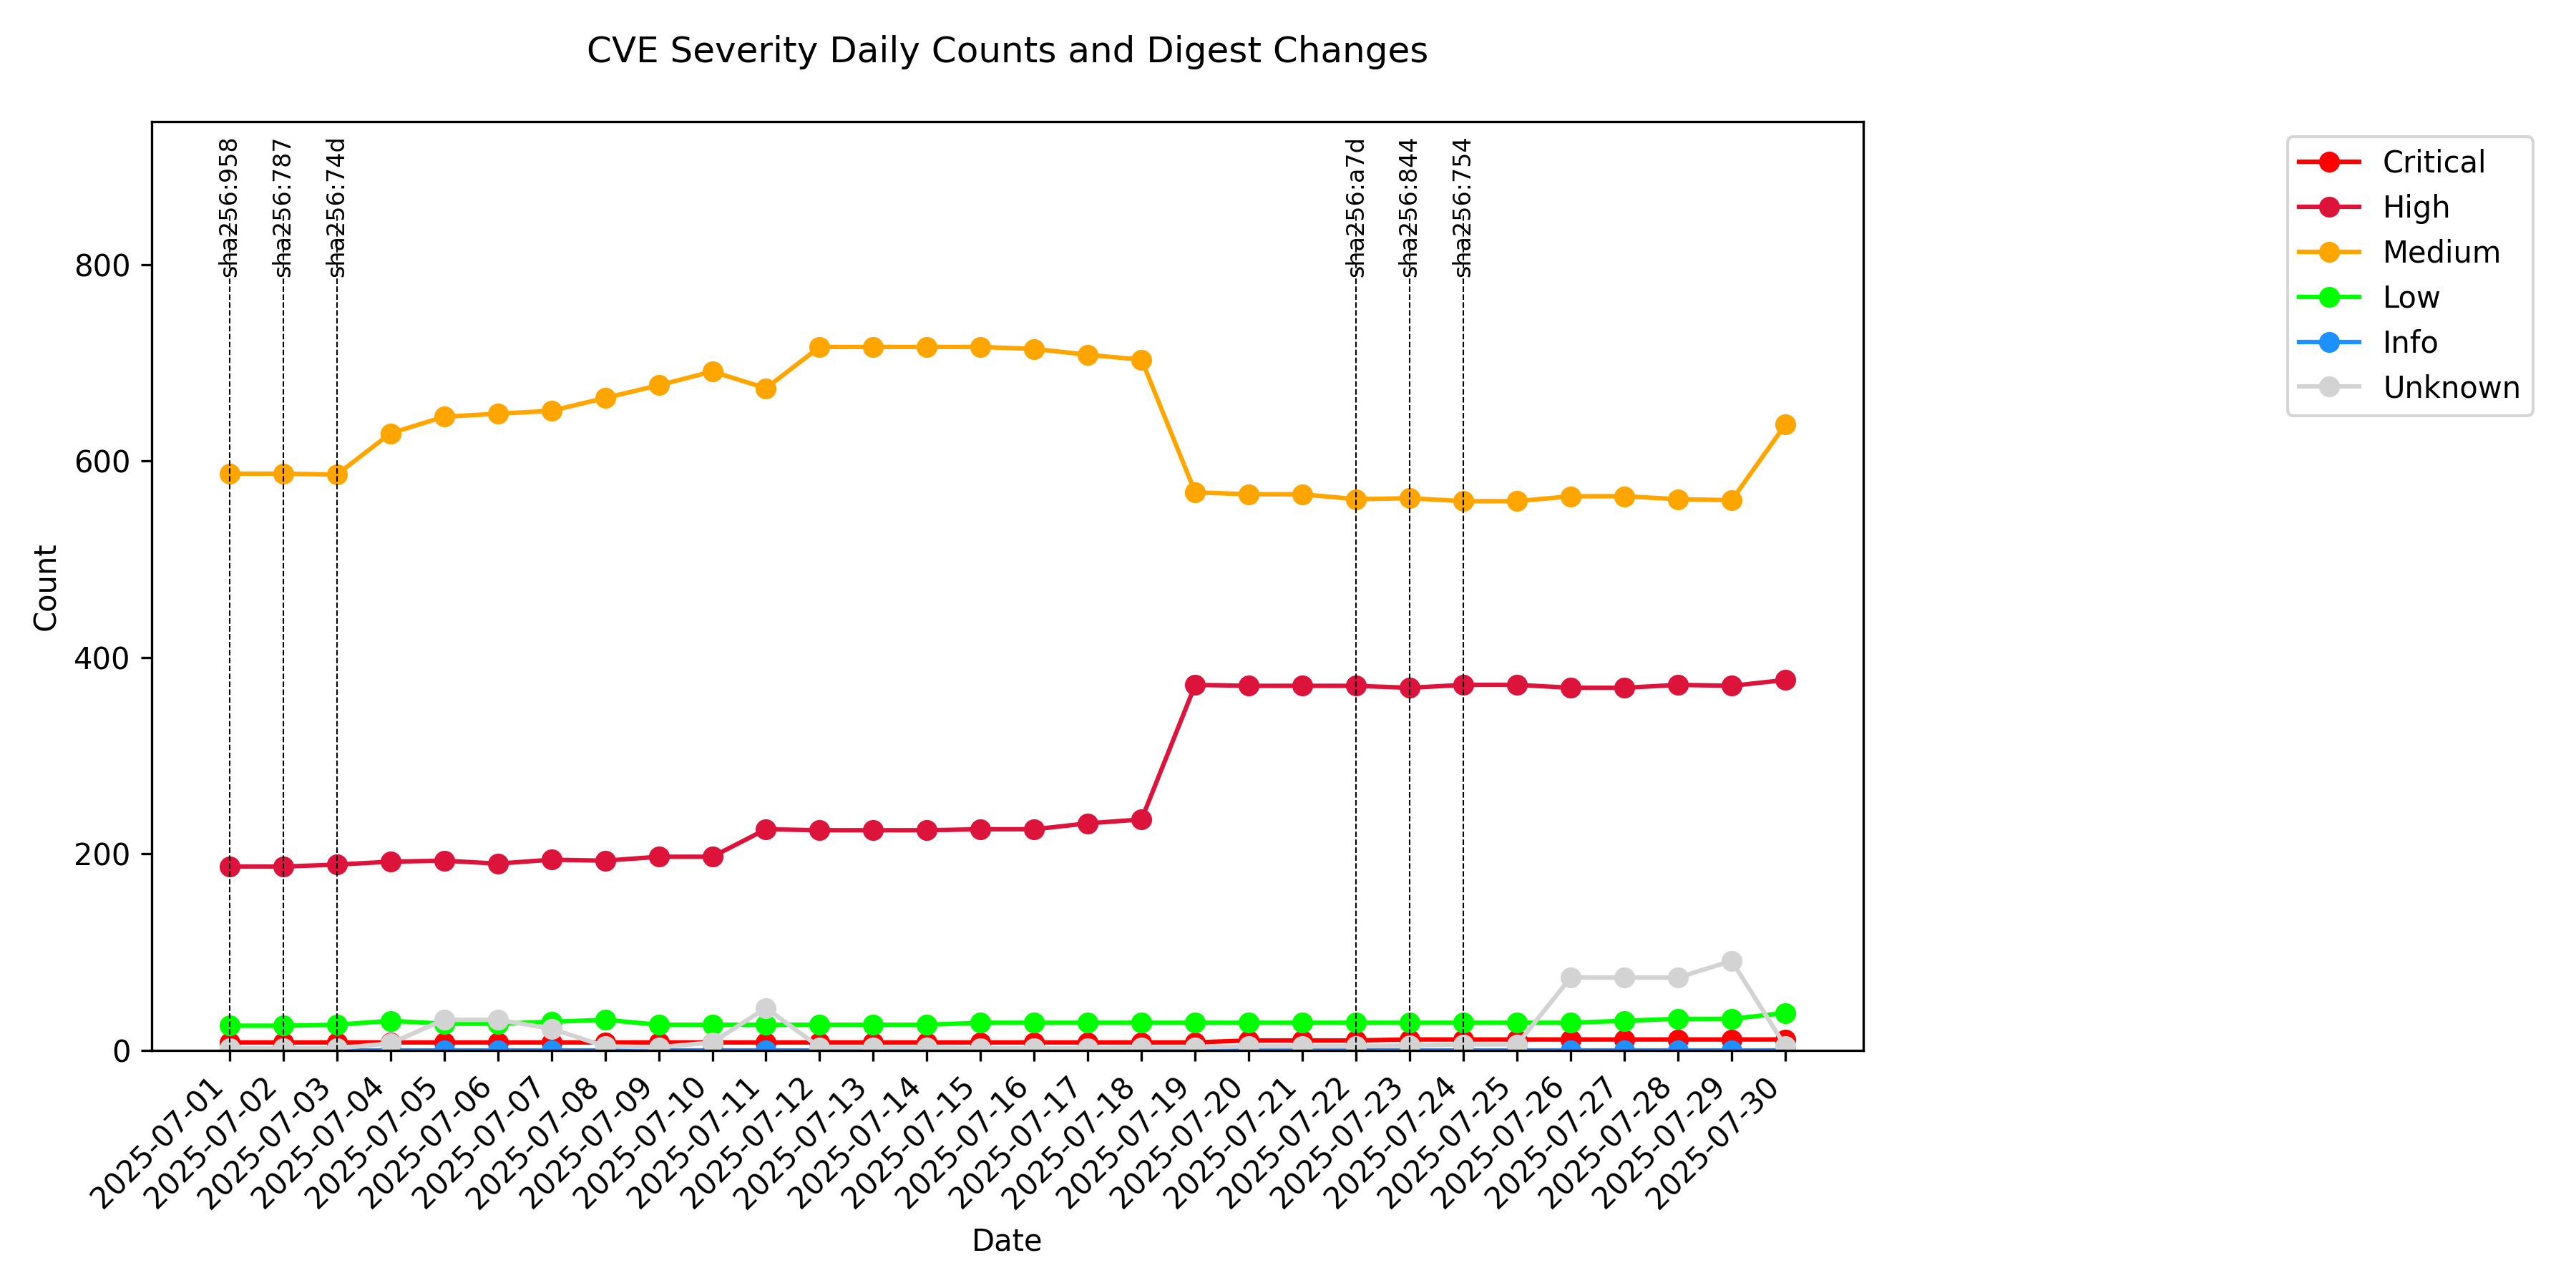 CVE Severity Daily Counts and Digest Changes
sha256:958
sha256:787
sha256:74d
sha256:a7d
sha256:844
sha256:754
Critical
High
Medium
Low
Info
Unknown
Count
800
600
400
200
0
2025-07-01
2025-07-02
2025-07-03
2025-07-04
2025-07-05
2025-07-06
2025-07-07
2025-07-08
2025-07-09
2025-07-10
2025-07-11
2025-07-12
2025-07-13
2025-07-14
2025-07-15
2025-07-16
2025-07-17
2025-07-18
2025-07-19
2025-07-20
2025-07-21
2025-07-22
2025-07-23
2025-07-24
2025-07-25
2025-07-26
2025-07-27
2025-07-28
2025-07-29
2025-07-30
Date